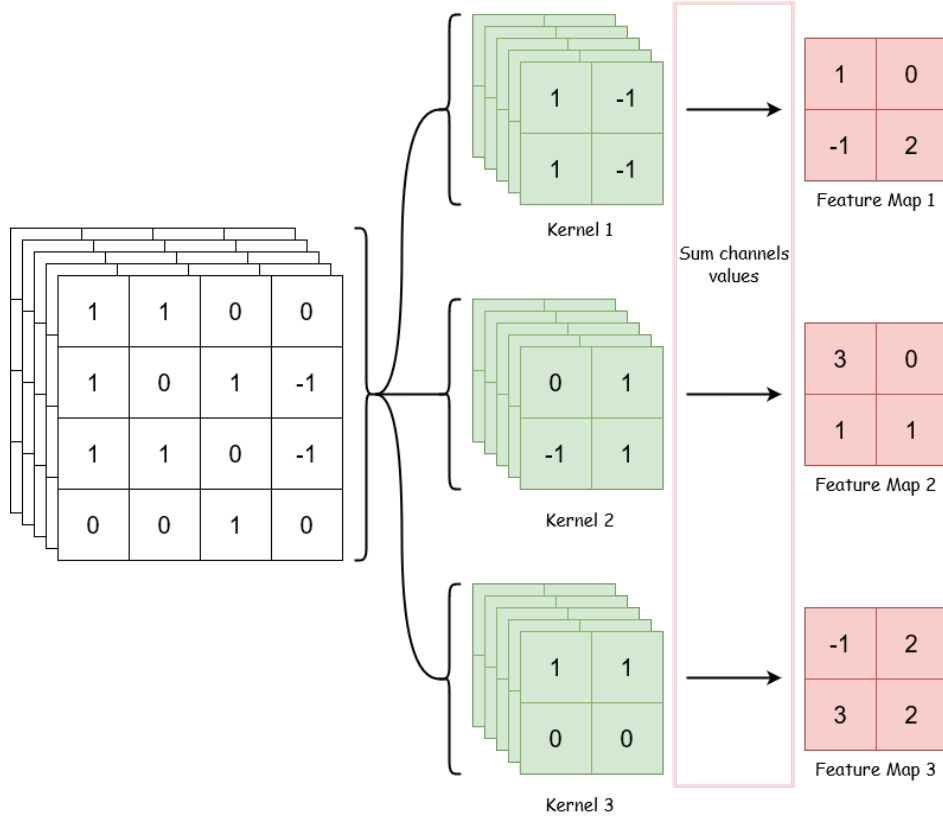 1 -1
1 -1
Kernel 1
1 0
-1 2
Feature Map 1
Sum channels
values
1 1 0 0
1 0 1 -1
1 1 0 -1
0 0 1 0
0 1
-1 1
Kernel 2
3 0
1 1
Feature Map 2
1 1
0 0
Kernel 3
-1 2
3 2
Feature Map 3